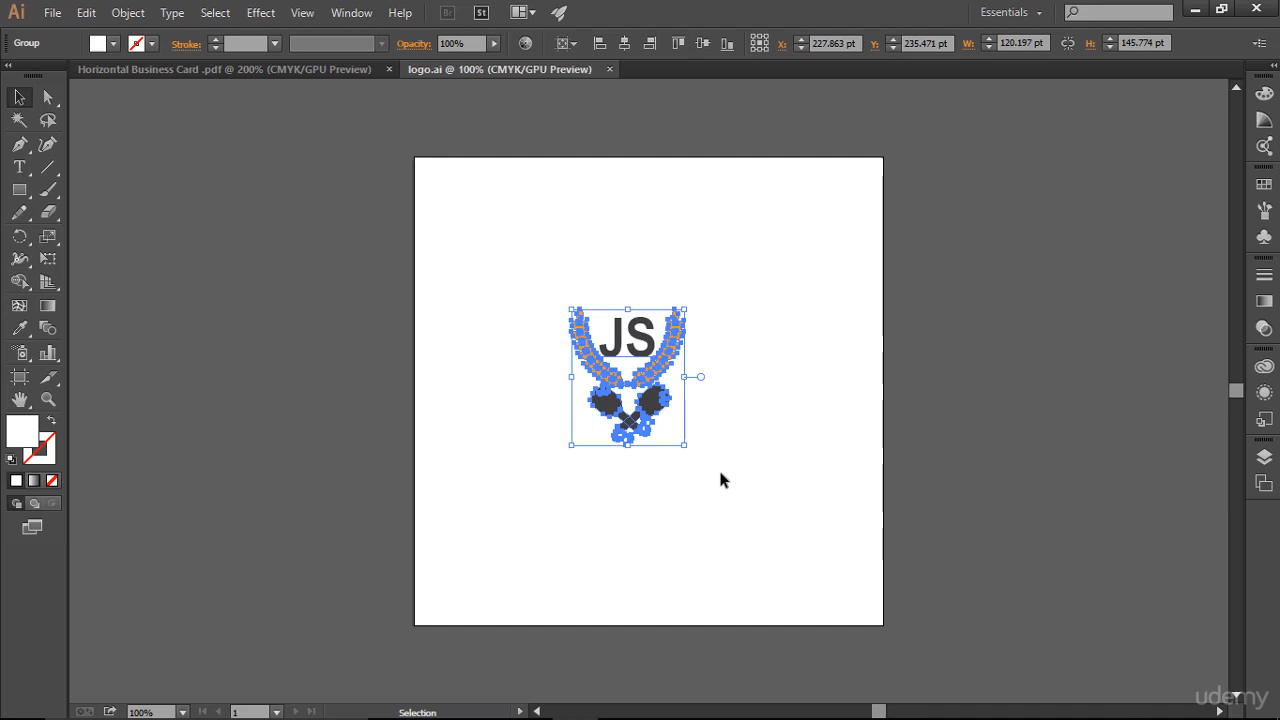 Ai File Edit Object Type Select Effect View Window Help Br St Essentials
Group Stroke: Opacity: 100% X: 227.863 pt Y: 235.471 pt W: 120.197 pt H: 145.774 pt
Horizontal Business Card .pdf @ 200% (CMYK/GPU Preview) × logo.ai @ 100% (CMYK/GPU Preview) ×
T
JS
udemy
100% 1 Selection